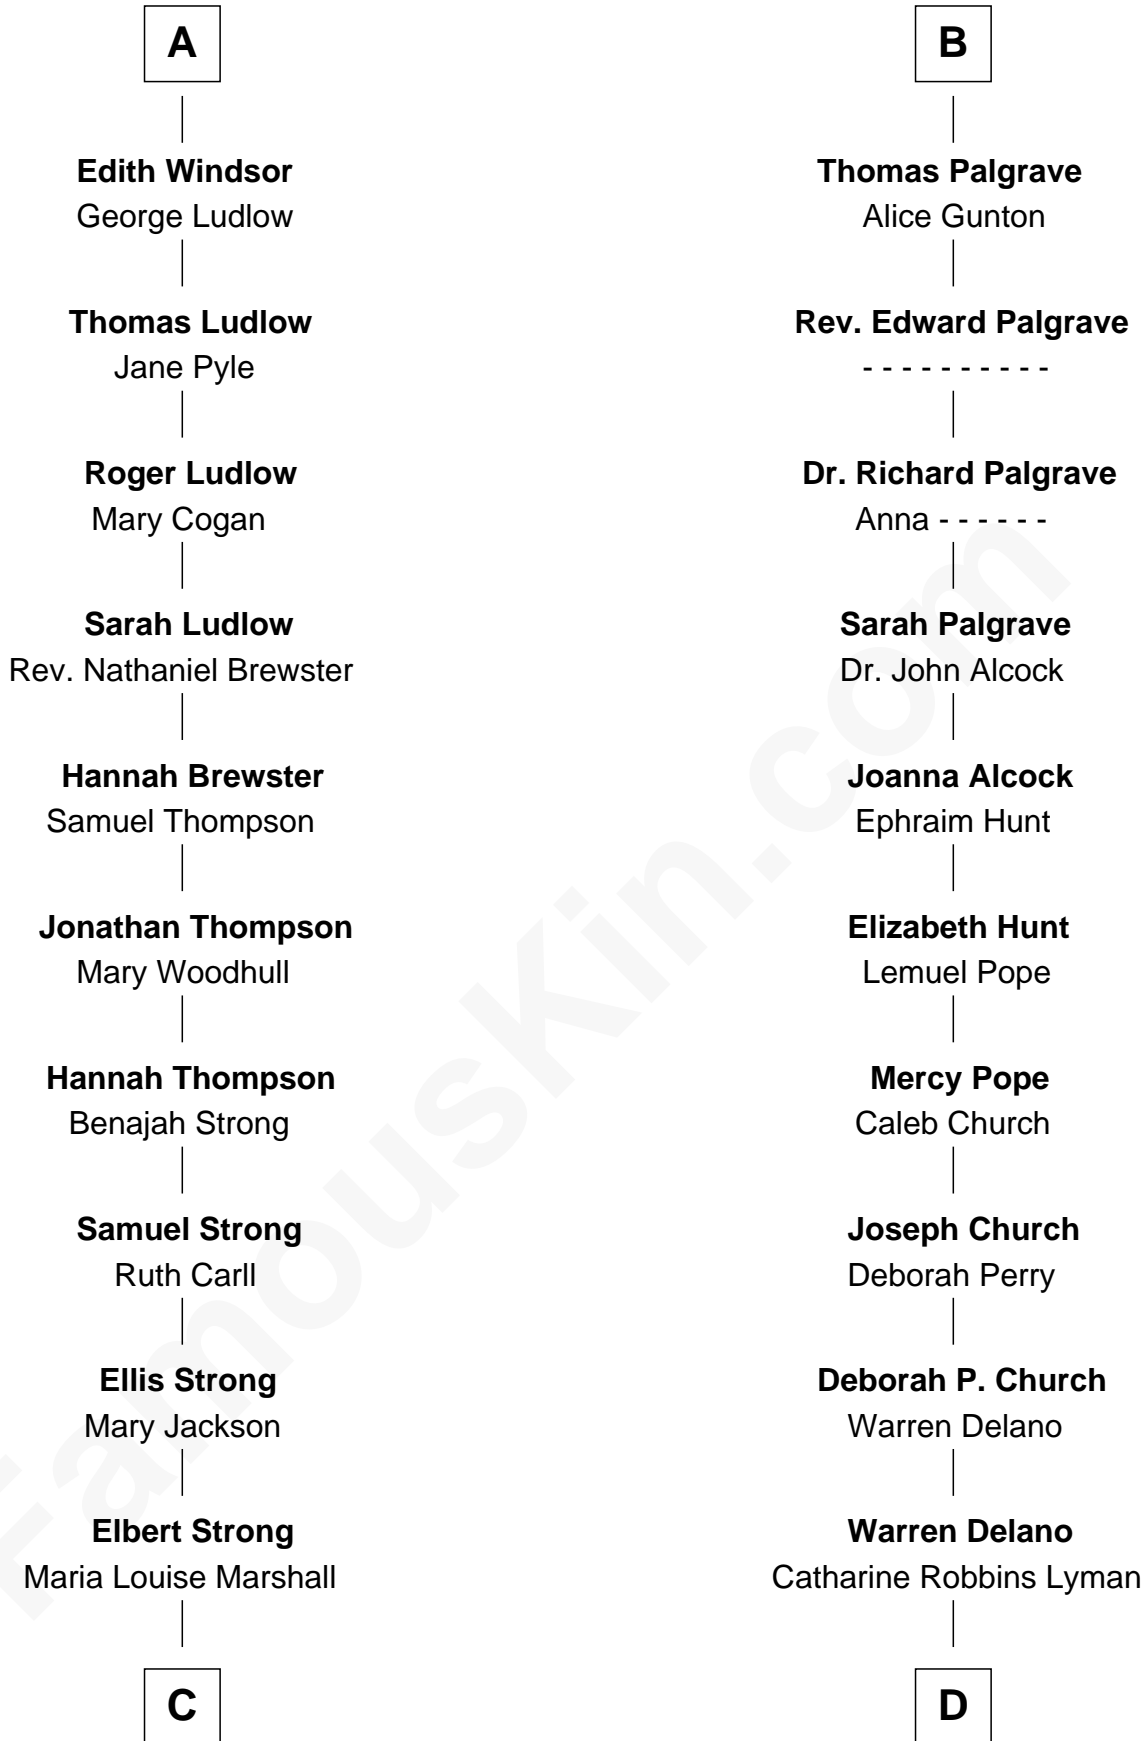 A
Edith Windsor
George Ludlow
Thomas Ludlow
Jane Pyle
Roger Ludlow
Mary Cogan
Sarah Ludlow
Rev. Nathaniel Brewster
Hannah Brewster
Samuel Thompson
Jonathan Thompson
Mary Woodhull
Hannah Thompson
Benajah Strong
Samuel Strong
Ruth Carll
Ellis Strong
Mary Jackson
Elbert Strong
Maria Louise Marshall
C
B
Thomas Palgrave
Alice Gunton
Rev. Edward Palgrave
- - - - - - - - - -
Dr. Richard Palgrave
Anna - - - - - -
Sarah Palgrave
Dr. John Alcock
Joanna Alcock
Ephraim Hunt
Elizabeth Hunt
Lemuel Pope
Mercy Pope
Caleb Church
Joseph Church
Deborah Perry
Deborah P. Church
Warren Delano
Warren Delano
Catharine Robbins Lyman
D
FamousKin.com